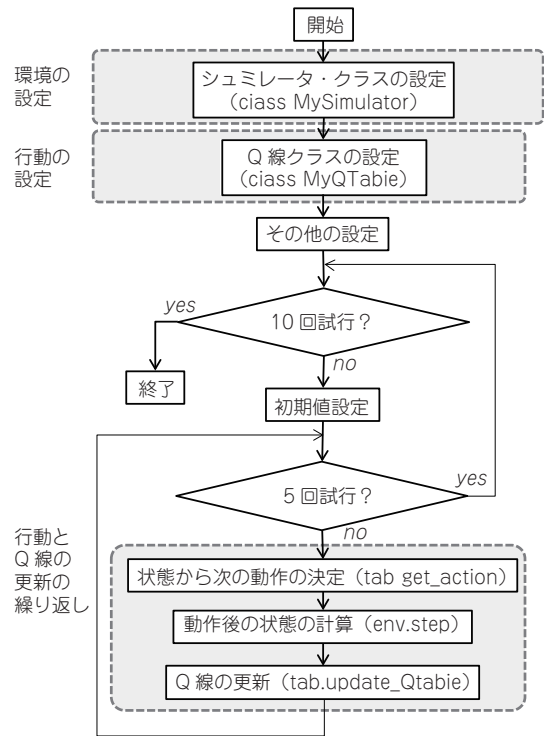 開始
環境の
設定
シュミレータ・クラスの設定
(ciass MySimulator)
行動の
設定
Q 線クラスの設定
(ciass MyQTabie)
その他の設定
yes
10 回試行？
no
終了
初期値設定
yes
5 回試行？
no
行動と
Q 線の
更新の
繰り返し
状態から次の動作の決定（tab get_action）
動作後の状態の計算（env.step）
Q 線の更新（tab.update_Qtabie）